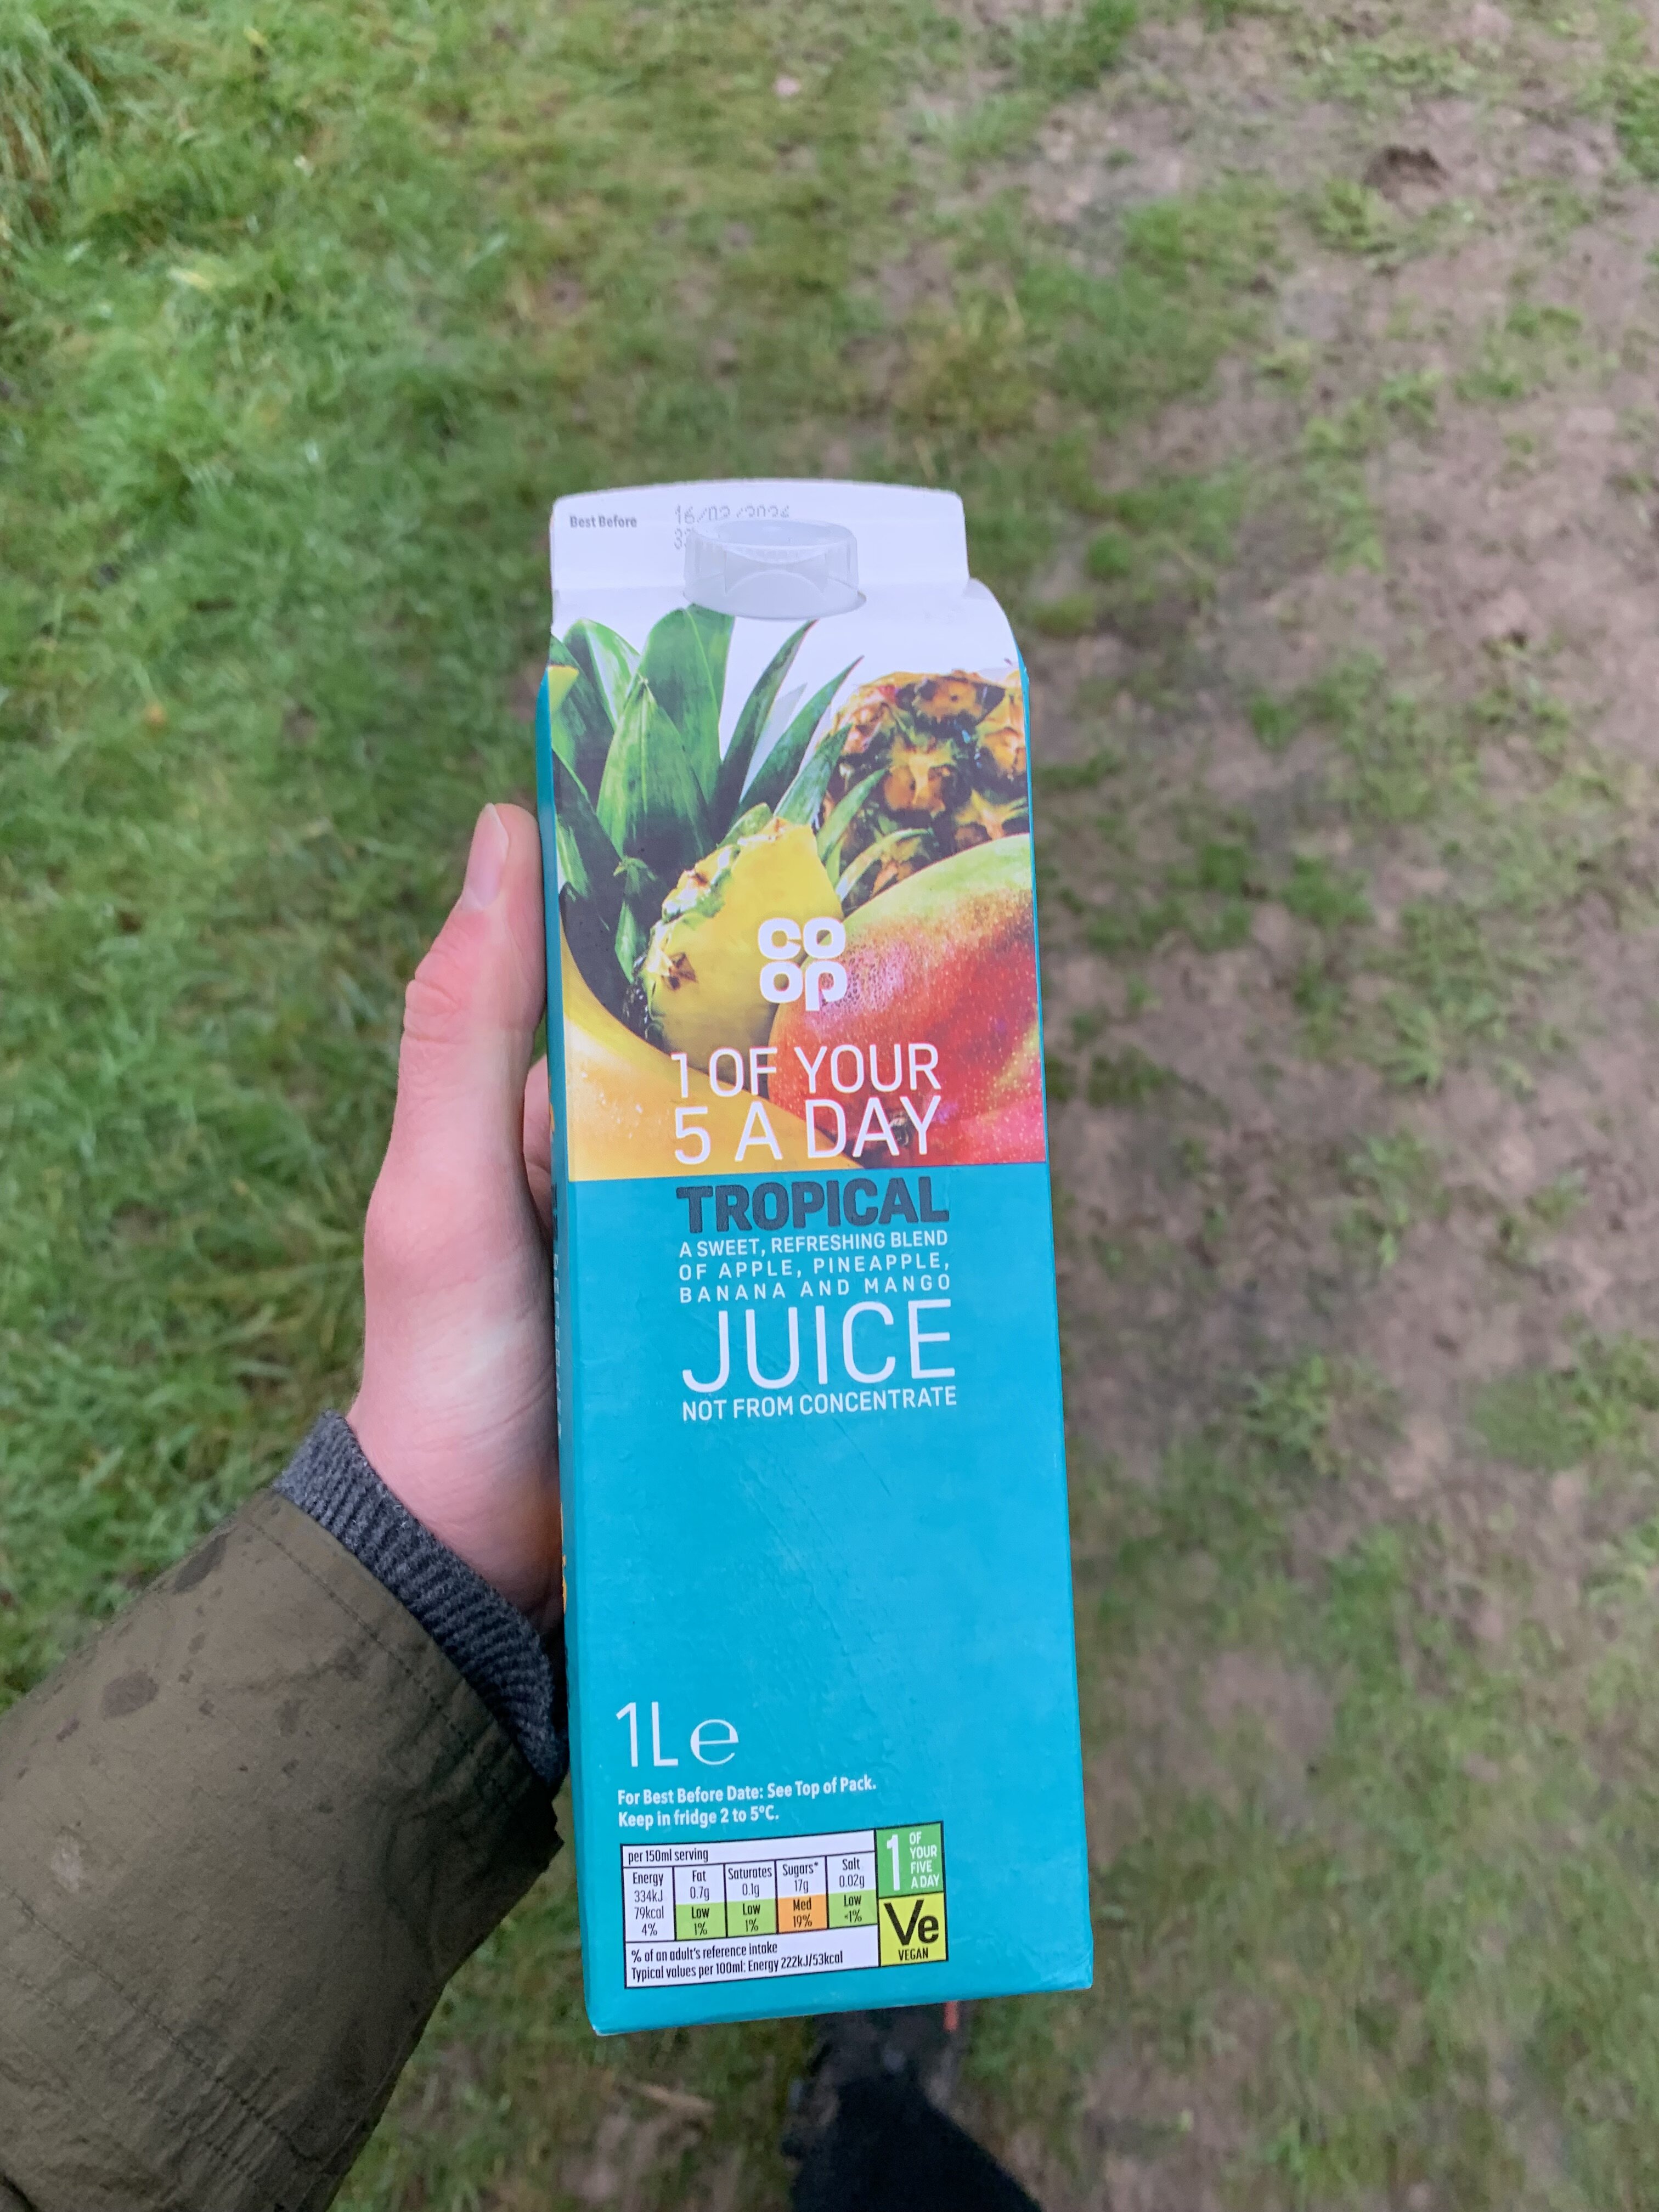 Best Before
CO
OP
1 OF YOUR
5 A DAY
TROPICAL
A SWEET, REFRESHING BLEND
OF APPLE, PINEAPPLE,
BANANA AND MANGO
JUICE
NOT FROM CONCENTRATE
1L e
For Best Before Date: See Top of Pack.
Keep in fridge 2 to 5°C.
per 150ml serving
Energy 334kJ 79kcal 4%
Fat 0.7g Low 1%
Saturates 0.1g Low 1%
Sugars* 17g Med 19%
Salt 0.02g Low <1%
% of an adult's reference intake
Typical values per 100ml: Energy 222kJ/53kcal
1 OF YOUR FIVE A DAY
Ve
VEGAN